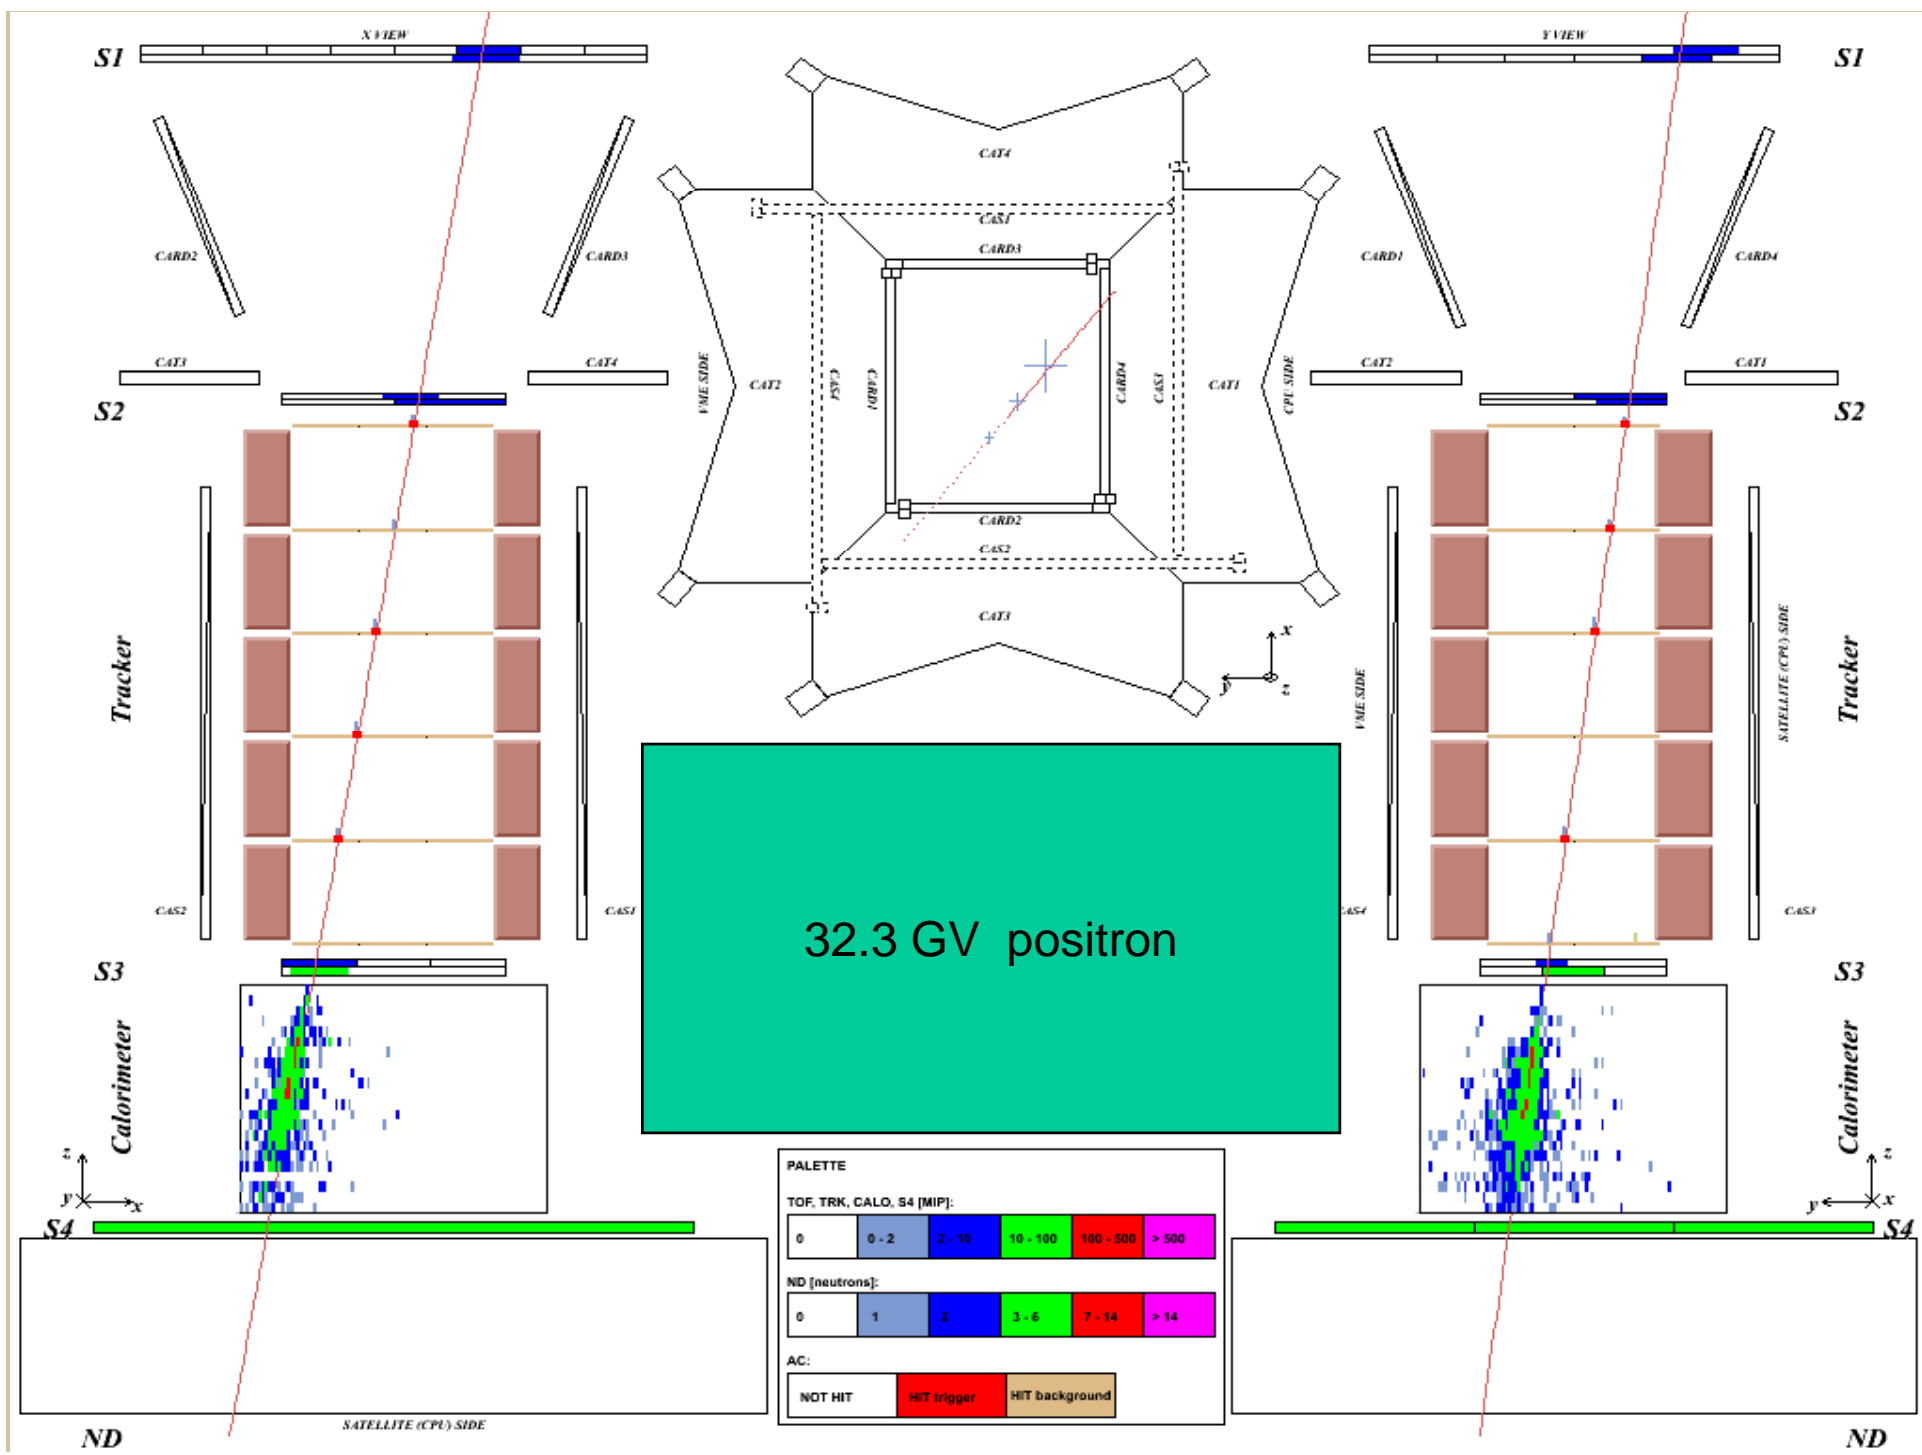 X VIEW
Y VIEW
S1
S1
CAT4
CARD2
CARD3
CAS1
CARD3
CARD1
CARD4
CAT3
CAT4
VME SIDE
CAT2
CAS4
CARD1
CARD4
CAS3
CAT1
CPU SIDE
CAT2
CAT1
S2
S2
CARD2
CAS2
CAT3
x
y
z
Tracker
VME SIDE
SATELLITE (CPU) SIDE
Tracker
CAS2
CAS1
32.3 GV positron
CAS4
CAS3
S3
S3
Calorimeter
Calorimeter
z
y
x
z
y
x
PALETTE
TOF, TRK, CALO, S4 [MIP]:
0 0 - 2 2 - 10 10 - 100 100 - 500 > 500
S4
S4
ND [neutrons]:
0 1 2 3 - 6 7 - 14 > 14
AC:
NOT HIT HIT trigger HIT background
SATELLITE (CPU) SIDE
ND
ND